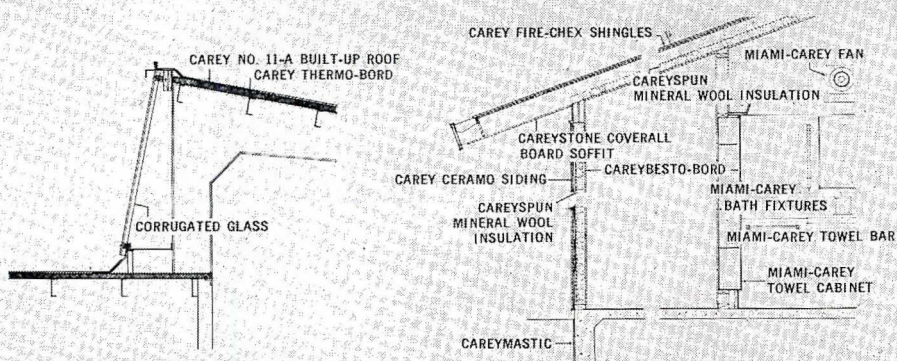 CAREY NO. 11-A BUILT-UP ROOF
CAREY THERMO-BORD
CORRUGATED GLASS
CAREY FIRE-CHEX SHINGLES
MIAMI-CAREY FAN
CAREYSPUN
MINERAL WOOL INSULATION
CAREYSTONE COVERALL
BOARD SOFFIT
CAREY CERAMO SIDING
CAREYBESTO-BORD
CAREYSPUN
MINERAL WOOL
INSULATION
MIAMI-CAREY
BATH FIXTURES
MIAMI-CAREY TOWEL BAR
MIAMI-CAREY
TOWEL CABINET
CAREYMASTIC